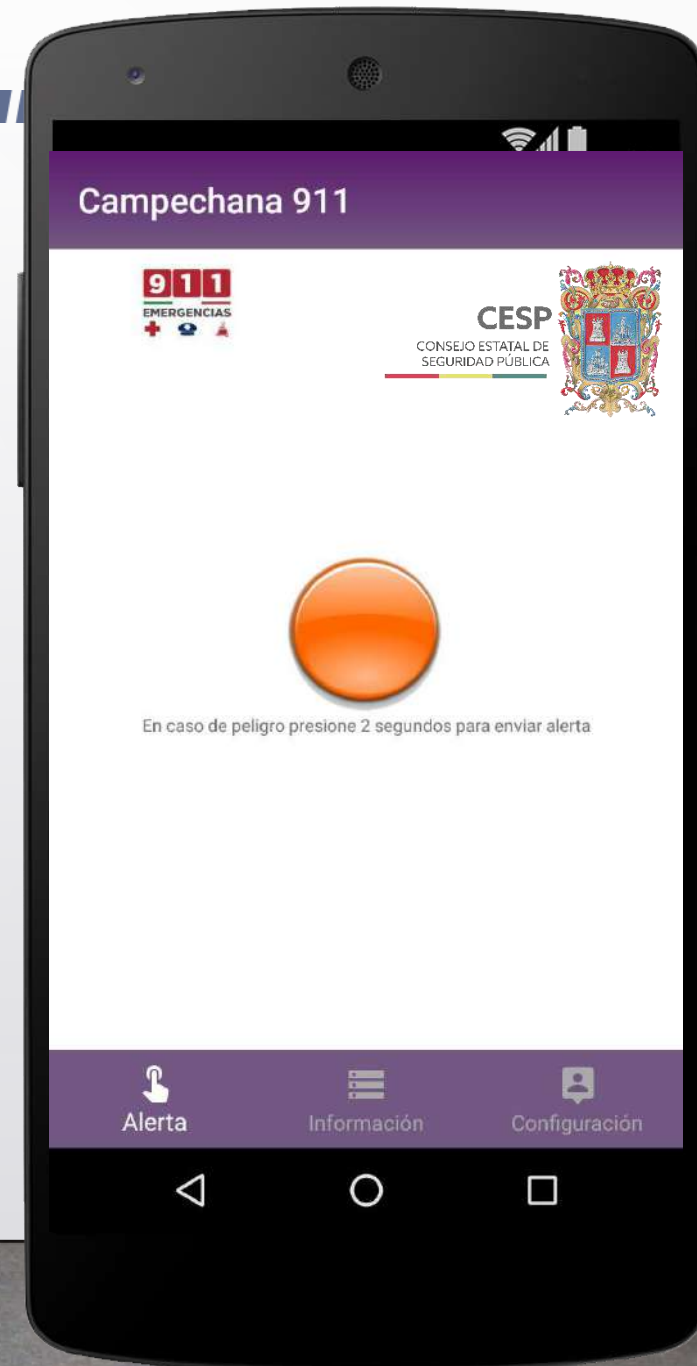 Campechana 911
911
EMERGENCIAS
CESP
CONSEJO ESTATAL DE
SEGURIDAD PÚBLICA
En caso de peligro presione 2 segundos para enviar alerta
Alerta
Información
Configuración